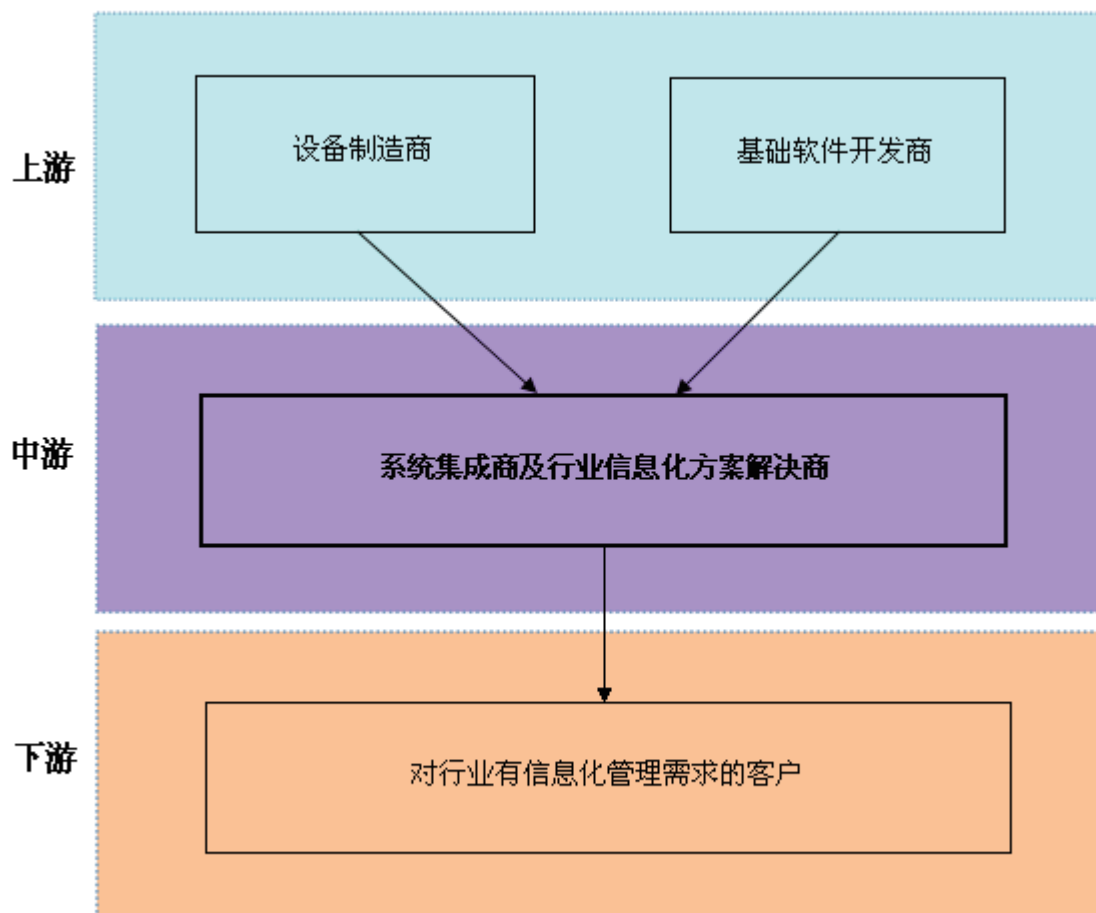 上游
设备制造商
基础软件开发商
中游
系统集成商及行业信息化方案解决商
下游
对行业有信息化管理需求的客户